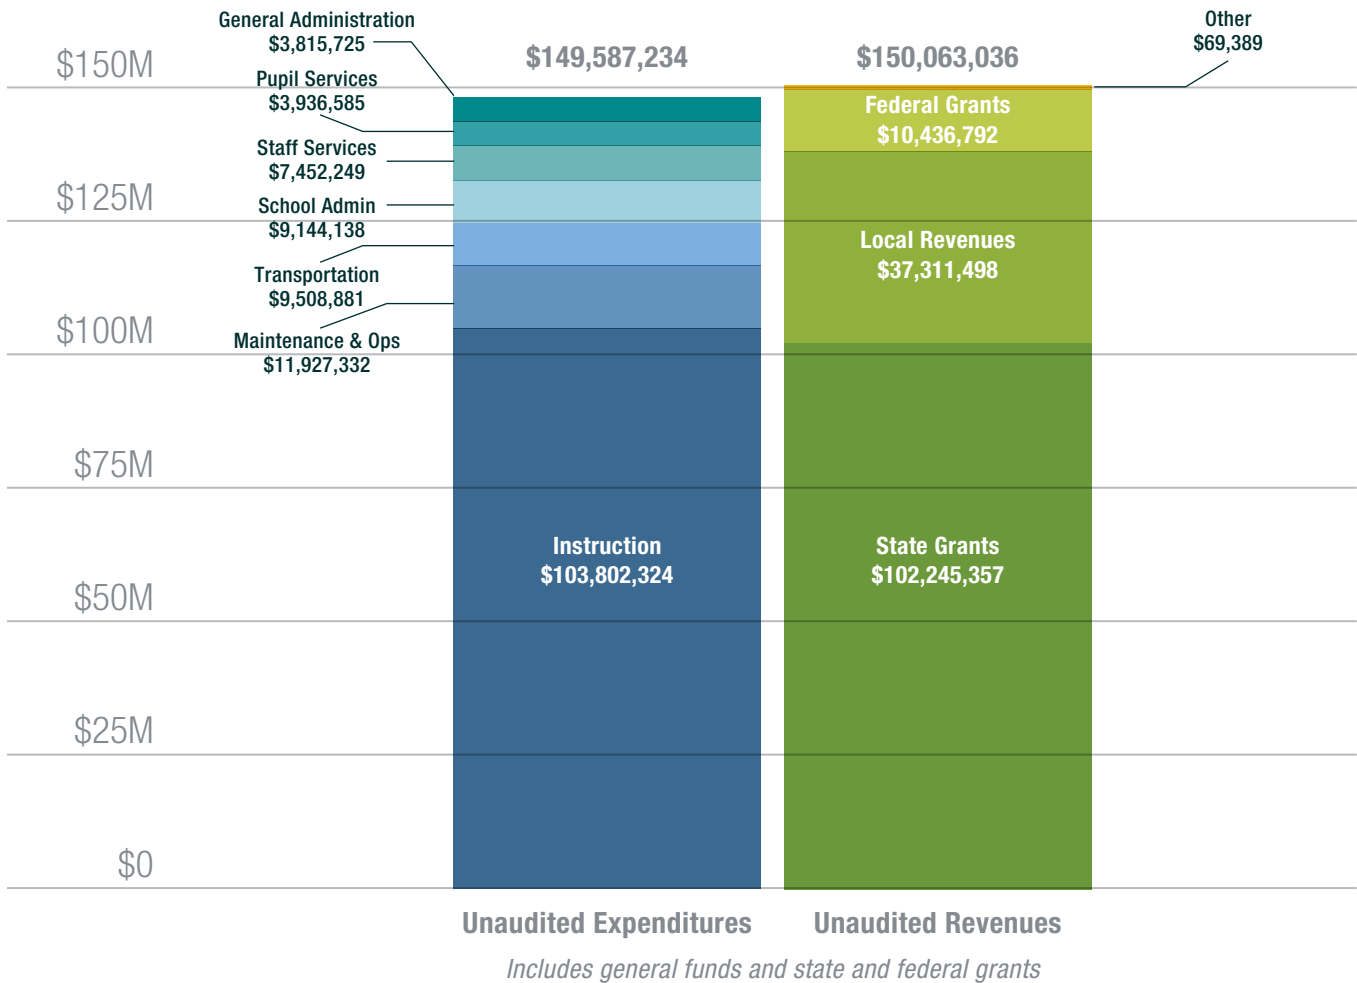 General Administration
$3,815,725
Pupil Services
$3,936,585
Staff Services
$7,452,249
School Admin
$9,144,138
Transportation
$9,508,881
Maintenance & Ops
$11,927,332
$150M
$125M
$100M
$75M
$50M
$25M
$0
$149,587,234
Instruction
$103,802,324
$150,063,036
Other
$69,389
Federal Grants
$10,436,792
Local Revenues
$37,311,498
State Grants
$102,245,357
Unaudited Expenditures
Unaudited Revenues
Includes general funds and state and federal grants